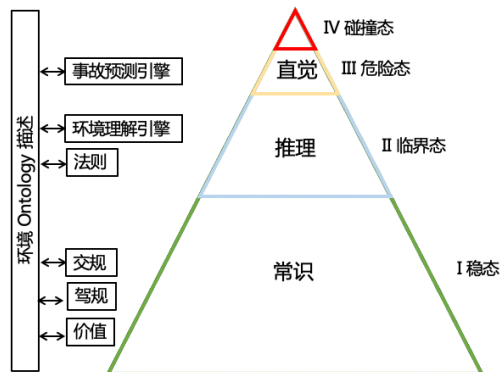 IV 碰撞态
直觉
III 危险态
事故预测引擎
环境理解引擎
推理
II 临界态
法则
环境 Ontology 描述
交规
常识
I 稳态
驾规
价值